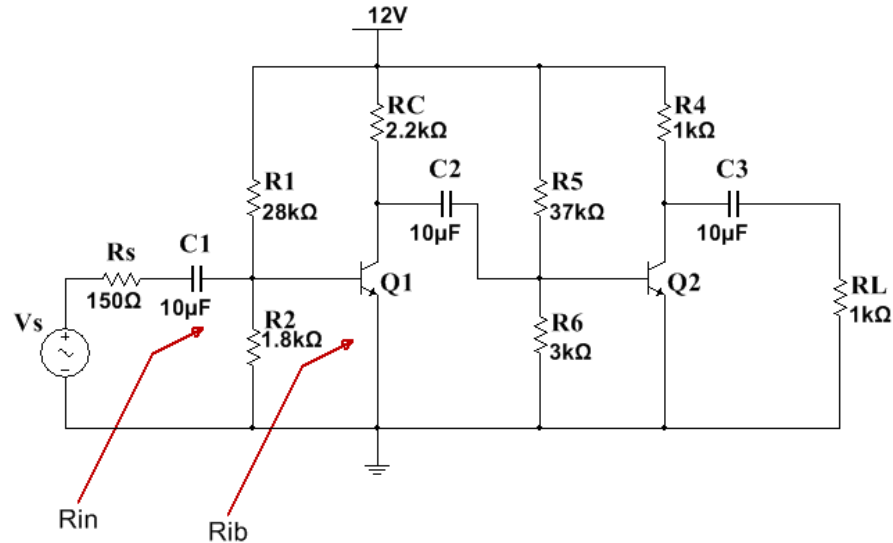 12V
RC
2.2kΩ
R4
1kΩ
C2
10µF
C3
10µF
R1
28kΩ
R5
37kΩ
Rs
150Ω
C1
10µF
Q1
Q2
RL
1kΩ
Vs
R2
1.8kΩ
R6
3kΩ
Rin
Rib